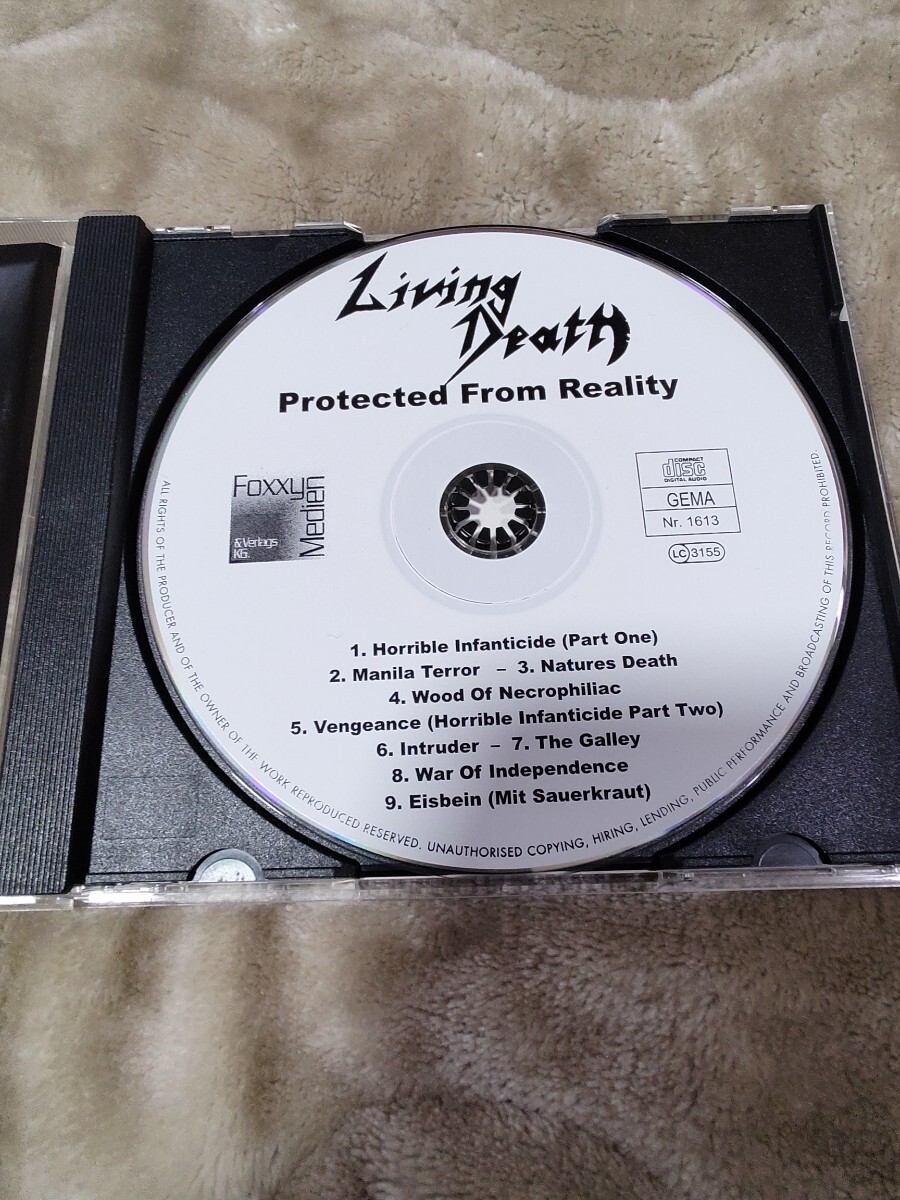 Living
Death
Protected From Reality
Foxxy
Medien
& Verlags
KG.
COMPACT
disc
DIGITAL AUDIO
GEMA
Nr. 1613
LC 3155
1. Horrible Infanticide (Part One)
2. Manila Terror – 3. Natures Death
4. Wood Of Necrophiliac
5. Vengeance (Horrible Infanticide Part Two)
6. Intruder – 7. The Galley
8. War Of Independence
9. Eisbein (Mit Sauerkraut)
ALL RIGHTS OF THE PRODUCER AND OF THE OWNER OF THE WORK REPRODUCED RESERVED. UNAUTHORISED COPYING, HIRING, LENDING, PUBLIC PERFORMANCE AND BROADCASTING OF THIS RECORD PROHIBITED.